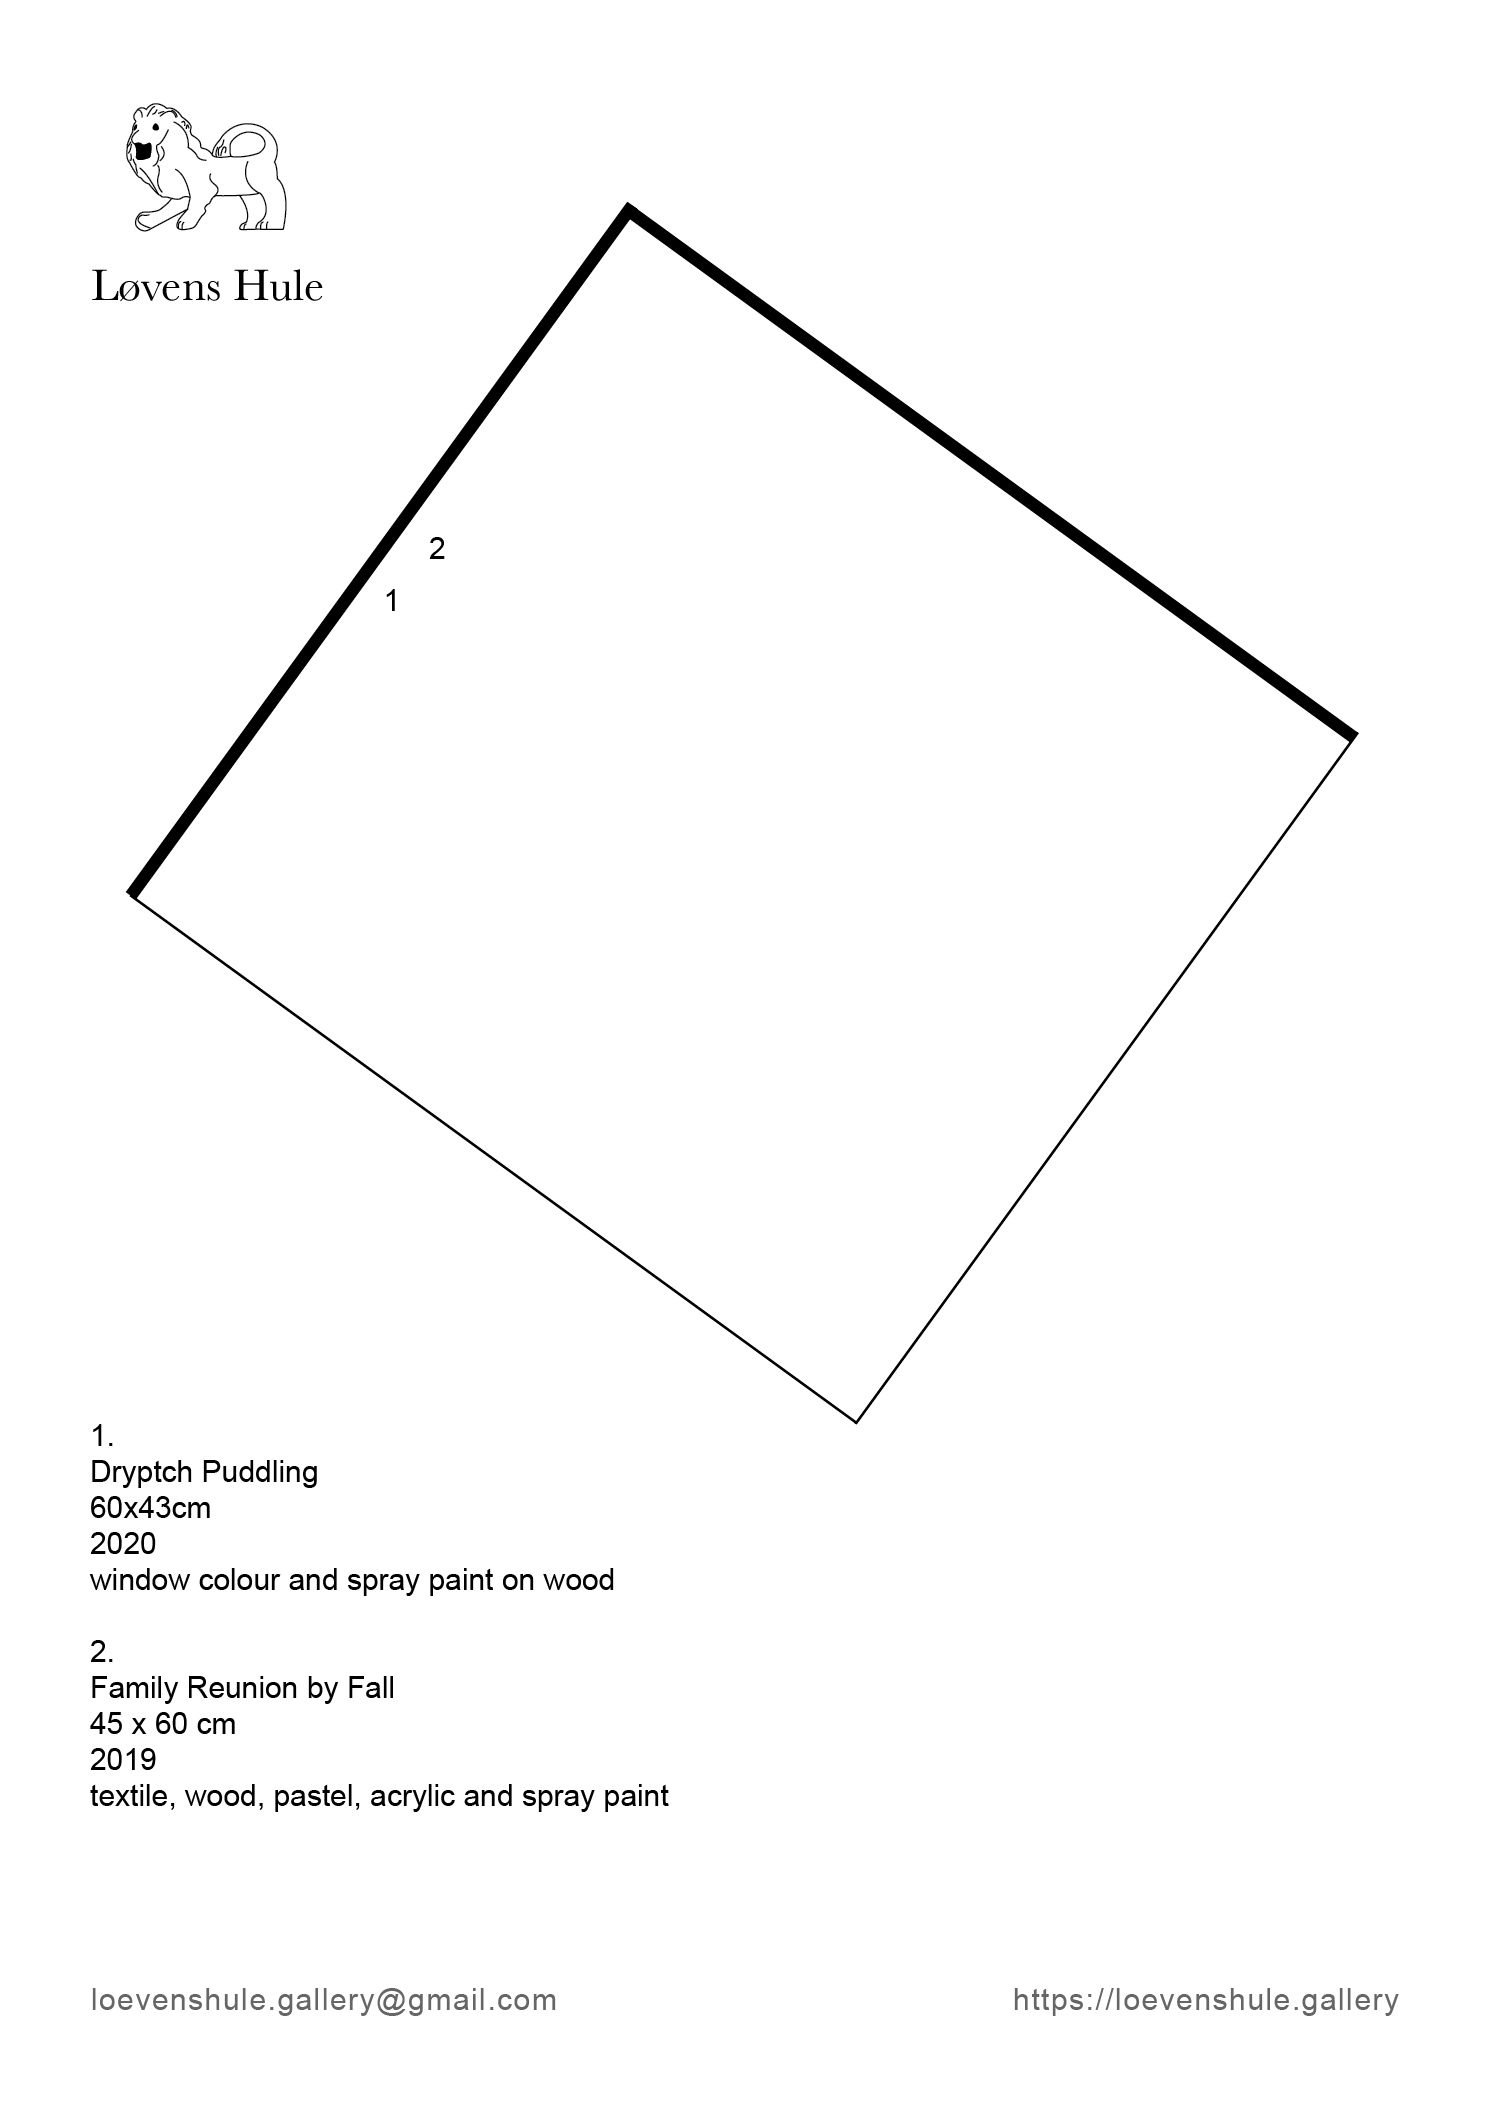 Løvens Hule
2
1
1.
Dryptch Puddling
60x43cm
2020
window colour and spray paint on wood
2.
Family Reunion by Fall
45 x 60 cm
2019
textile, wood, pastel, acrylic and spray paint
loevenshule.gallery@gmail.com
https://loevenshule.gallery